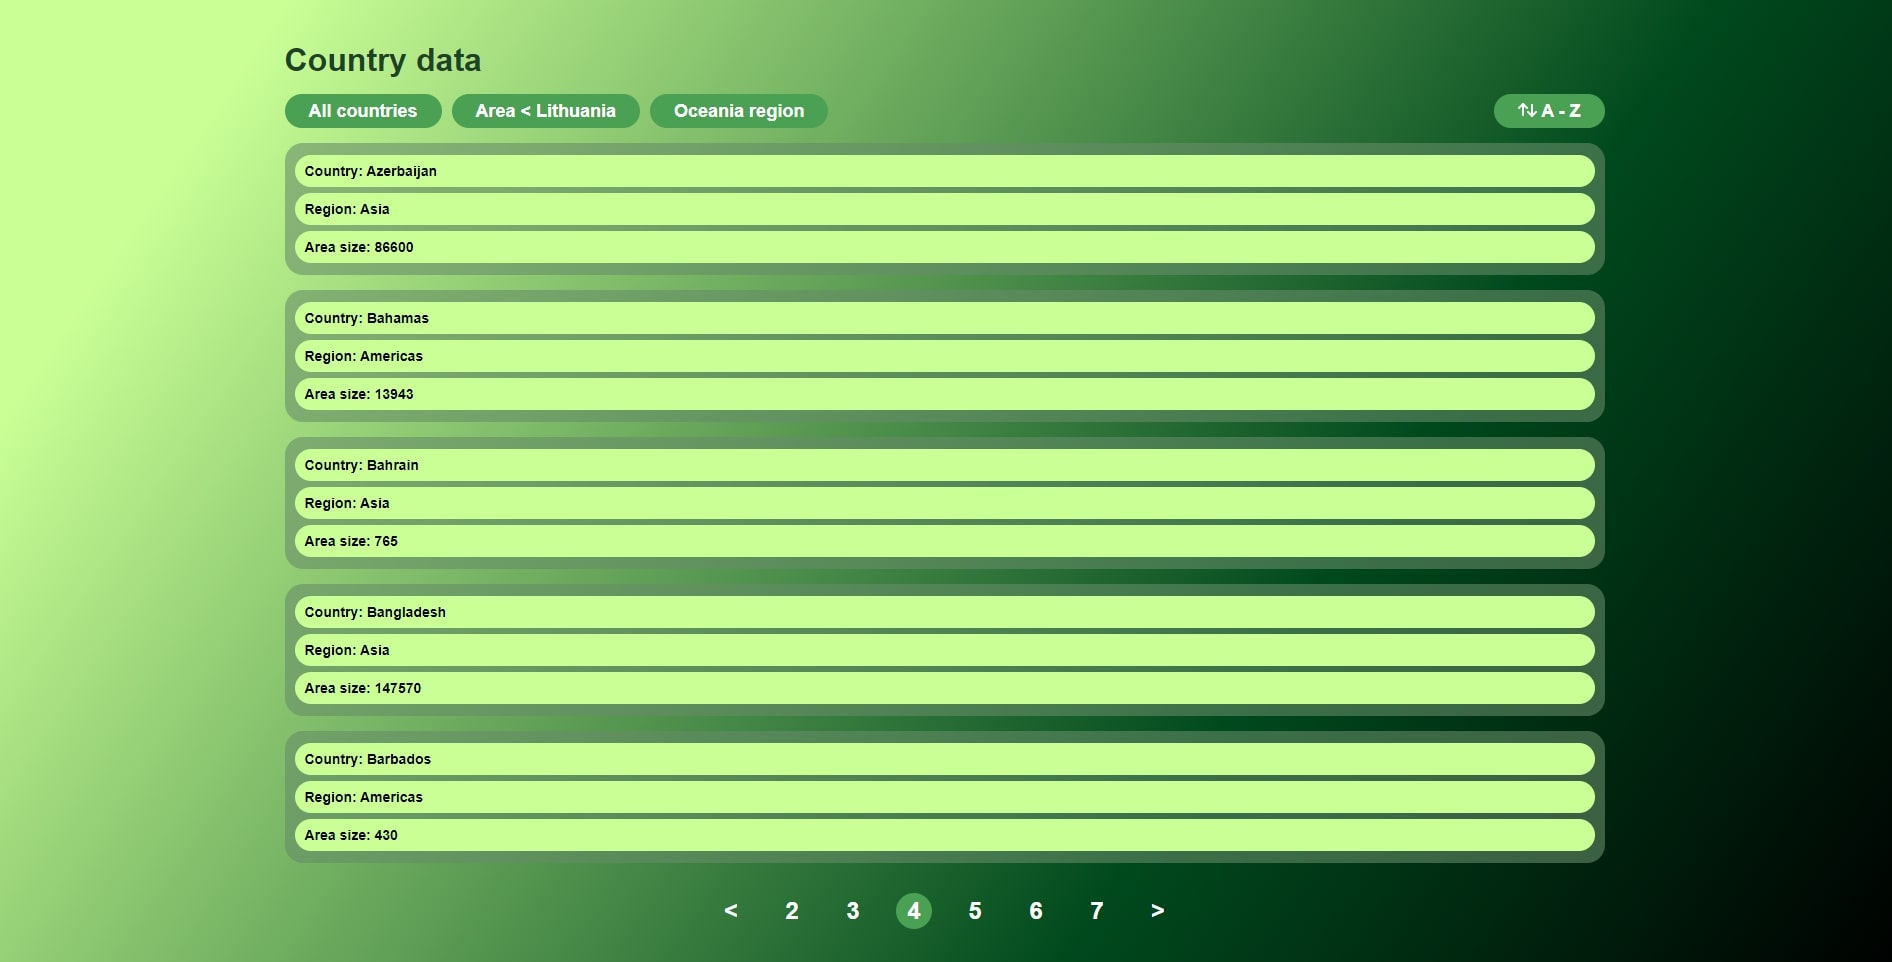 Country data
All countries
Area < Lithuania
Oceania region
A - Z
Country: Azerbaijan
Region: Asia
Area size: 86600
Country: Bahamas
Region: Americas
Area size: 13943
Country: Bahrain
Region: Asia
Area size: 765
Country: Bangladesh
Region: Asia
Area size: 147570
Country: Barbados
Region: Americas
Area size: 430
< 2 3 4 5 6 7 >